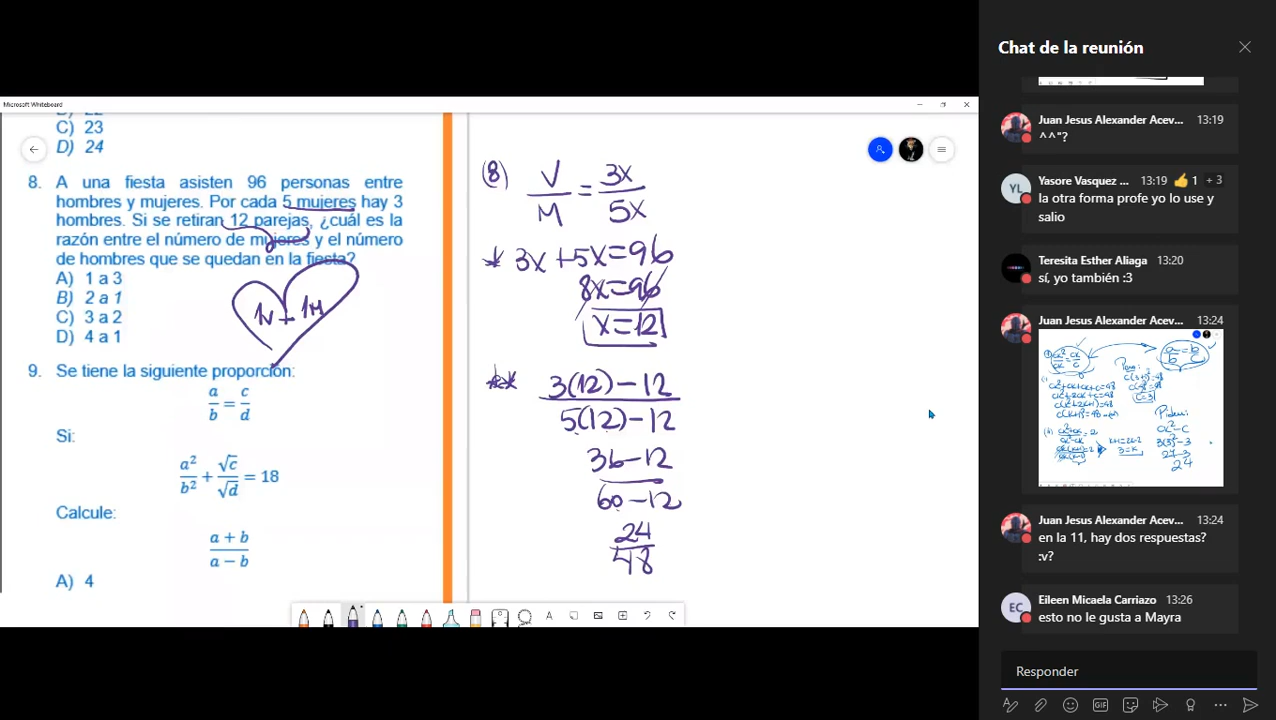 Microsoft Whiteboard
C) 23
D) 24
8. A una fiesta asisten 96 personas entre
hombres y mujeres. Por cada 5 mujeres hay 3
hombres. Si se retiran 12 parejas, ¿cuál es la
razón entre el número de mujeres y el número
de hombres que se quedan en la fiesta?
A) 1 a 3
B) 2 a 1
C) 3 a 2
D) 4 a 1
1V + 1M
9. Se tiene la siguiente proporción:
a/b = c/d
Si:
a²/b² + √c/√d = 18
Calcule:
a + b / a − b
A) 4
(8) V/M = 3x/5x
* 3x + 5x = 96
8x = 96
x = 12
** 3(12) − 12
5(12) − 12
36 − 12
60 − 12
24
48
Chat de la reunión
Juan Jesus Alexander Acev... 13:19
^^"?
YL
Yasore Vasquez ... 13:19 👍 1 + 3
la otra forma profe yo lo use y
salio
Teresita Esther Aliaga 13:20
sí, yo también :3
Juan Jesus Alexander Acev... 13:24
Juan Jesus Alexander Acev... 13:24
en la 11, hay dos respuestas?
:v?
EC
Eileen Micaela Carriazo 13:26
esto no le gusta a Mayra
Responder